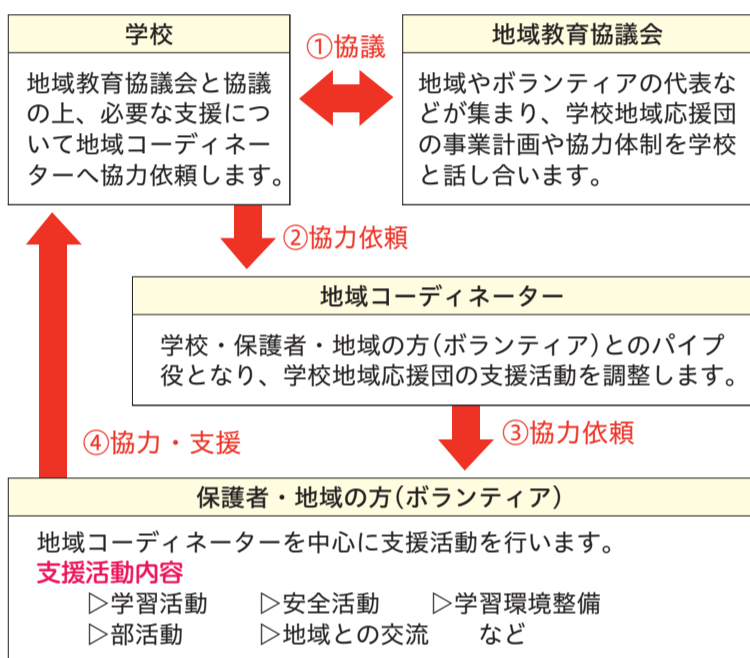 学校
地域教育協議会と協議
の上、必要な支援につ
いて地域コーディネー
ターへ協力依頼します。
①協議
地域教育協議会
地域やボランティアの代表な
どが集まり、学校地域応援団
の事業計画や協力体制を学校
と話し合います。
②協力依頼
地域コーディネーター
学校・保護者・地域の方(ボランティア)とのパイプ
役となり、学校地域応援団の支援活動を調整します。
③協力依頼
④協力・支援
保護者・地域の方(ボランティア)
地域コーディネーターを中心に支援活動を行います。
支援活動内容
▷学習活動 ▷安全活動 ▷学習環境整備
▷部活動 ▷地域との交流 など